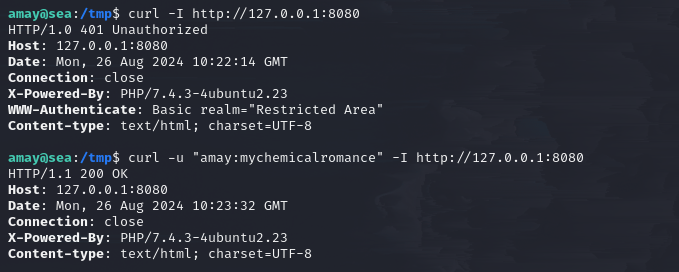 amay@sea:/tmp$ curl -I http://127.0.0.1:8080
HTTP/1.0 401 Unauthorized
Host: 127.0.0.1:8080
Date: Mon, 26 Aug 2024 10:22:14 GMT
Connection: close
X-Powered-By: PHP/7.4.3-4ubuntu2.23
WWW-Authenticate: Basic realm="Restricted Area"
Content-type: text/html; charset=UTF-8
amay@sea:/tmp$ curl -u "amay:mychemicalromance" -I http://127.0.0.1:8080
HTTP/1.1 200 OK
Host: 127.0.0.1:8080
Date: Mon, 26 Aug 2024 10:23:32 GMT
Connection: close
X-Powered-By: PHP/7.4.3-4ubuntu2.23
Content-type: text/html; charset=UTF-8